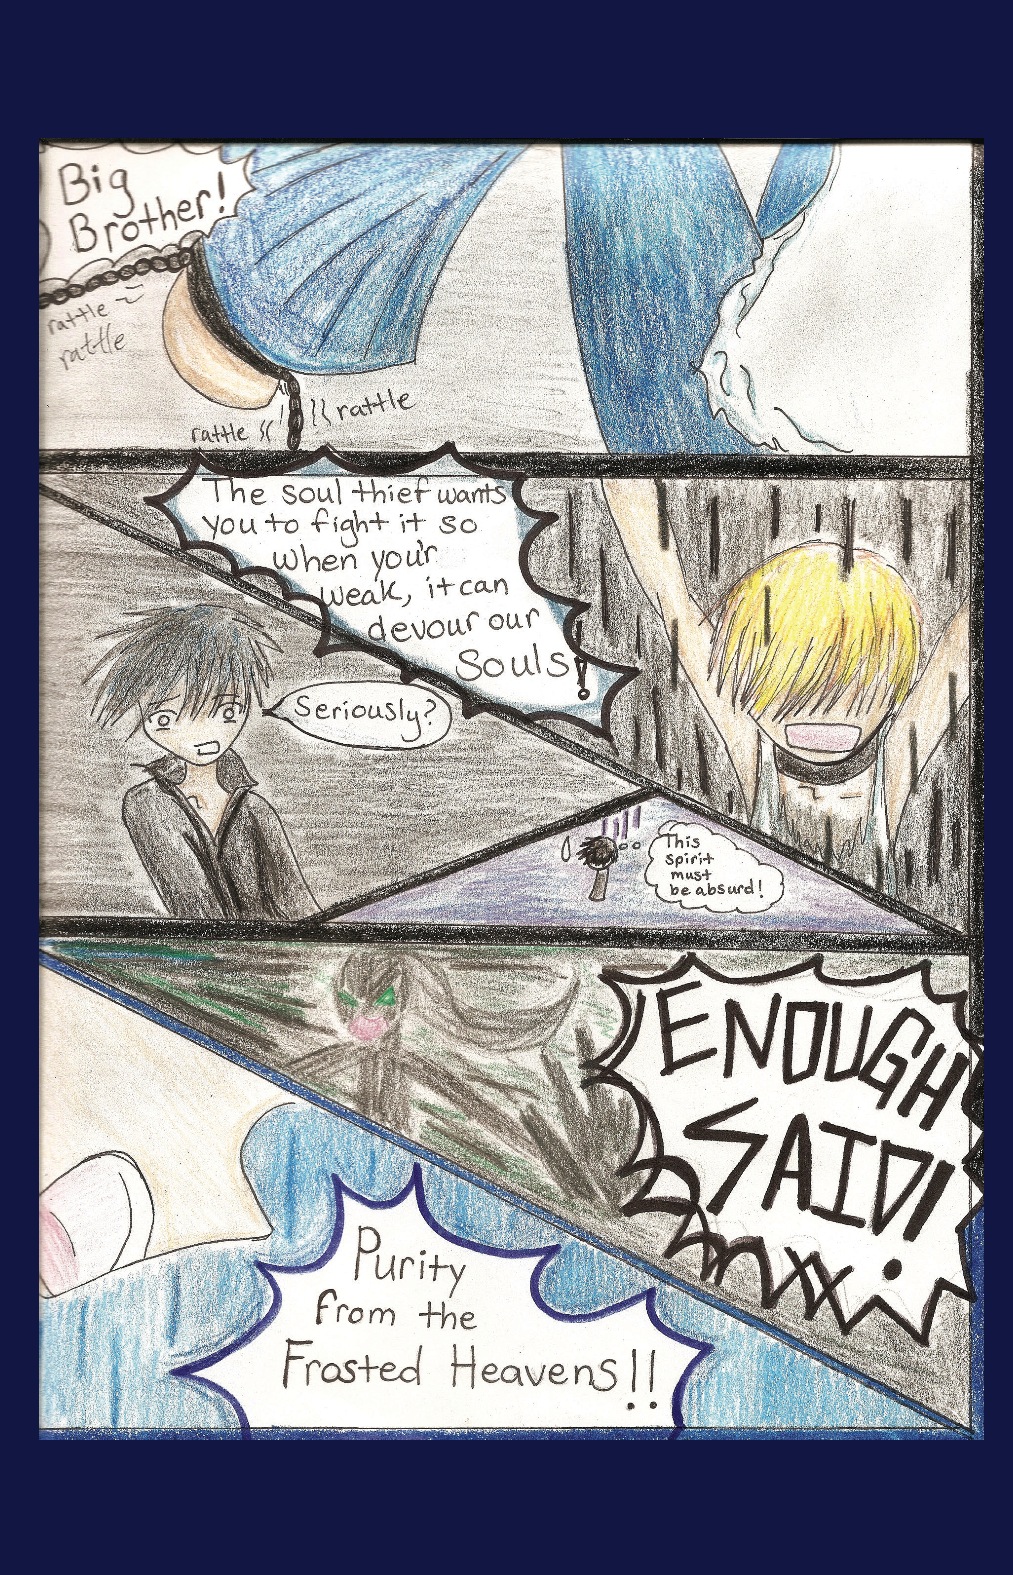 Big
Brother!
rattle
rattle
rattle
rattle
The soul thief wants
you to fight it so
when you'r
weak, it can
devour our
Souls!
Seriously?
This
spirit
must
be absurd!
ENOUGH
SAID!
Purity
from the
Frosted Heavens!!